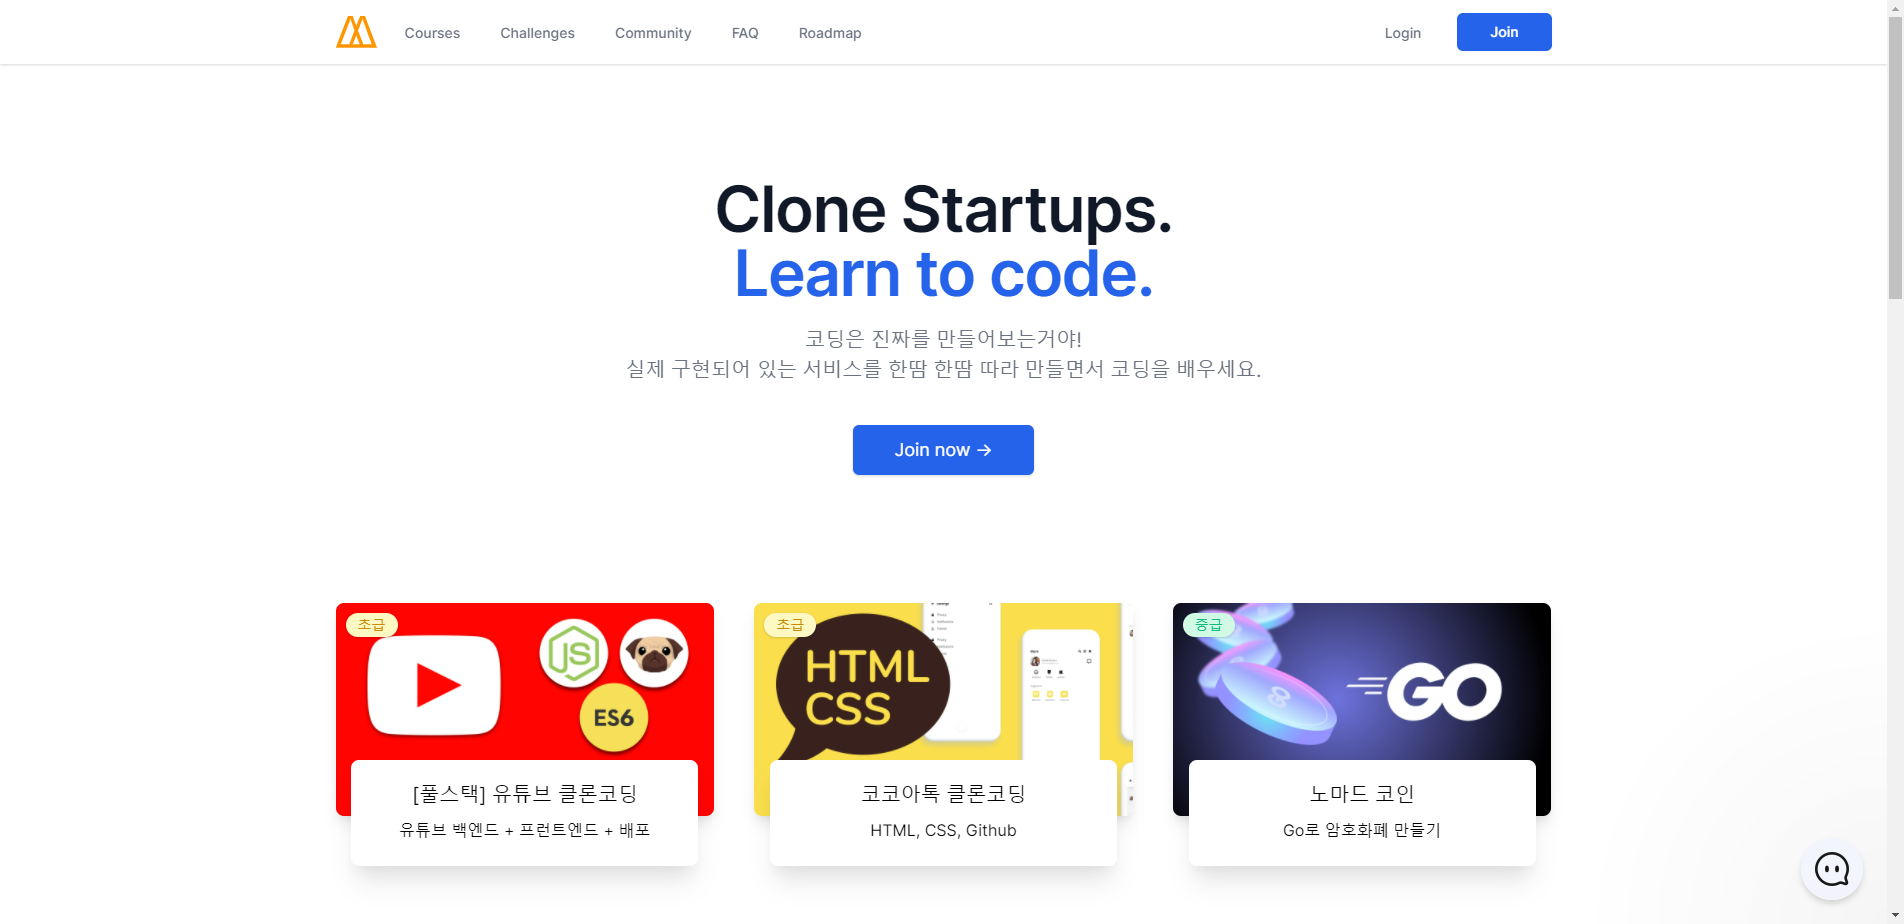 Courses Challenges Community FAQ Roadmap Login Join
Clone Startups.
Learn to code.
코딩은 진짜를 만들어보는거야!
실제 구현되어 있는 서비스를 한땀 한땀 따라 만들면서 코딩을 배우세요.
Join now →
초급
JS
ES6
[풀스택] 유튜브 클론코딩
유튜브 백엔드 + 프런트엔드 + 배포
초급
HTML
CSS
코코아톡 클론코딩
HTML, CSS, Github
중급
GO
노마드 코인
Go로 암호화폐 만들기